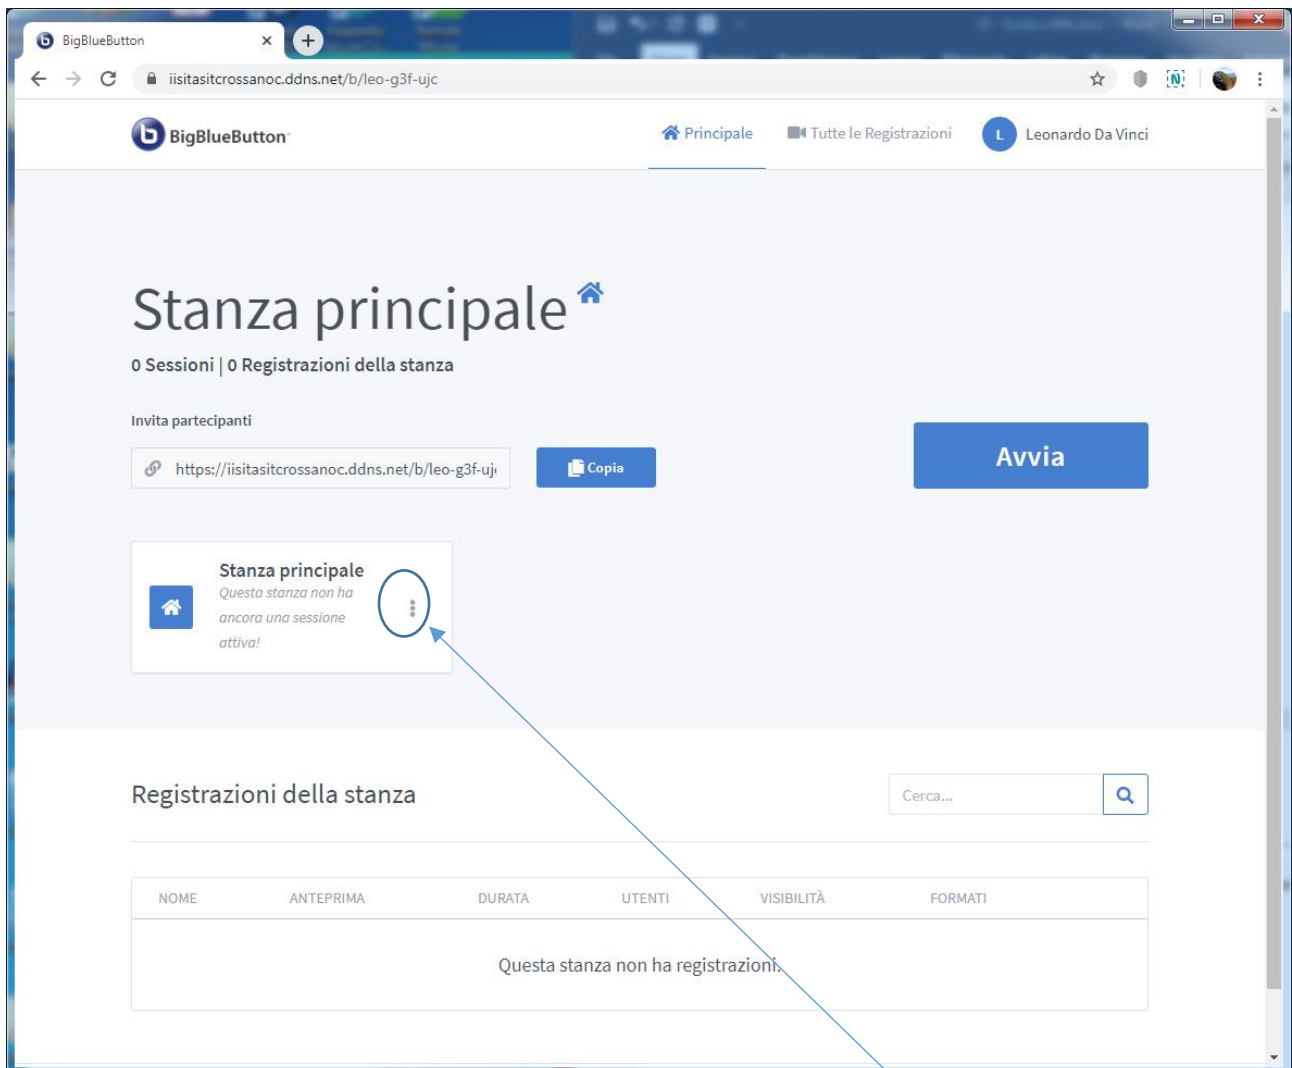 BigBlueButton
iisitasitcrossanoc.ddns.net/b/leo-g3f-ujc
BigBlueButton
Principale
Tutte le Registrazioni
L
Leonardo Da Vinci
Stanza principale
0 Sessioni | 0 Registrazioni della stanza
Invita partecipanti
https://iisitasitcrossanoc.ddns.net/b/leo-g3f-uj
Copia
Avvia
Stanza principale
Questa stanza non ha
ancora una sessione
attiva!
Registrazioni della stanza
Cerca...
NOME ANTEPRIMA DURATA UTENTI VISIBILITÀ FORMATI
Questa stanza non ha registrazioni.